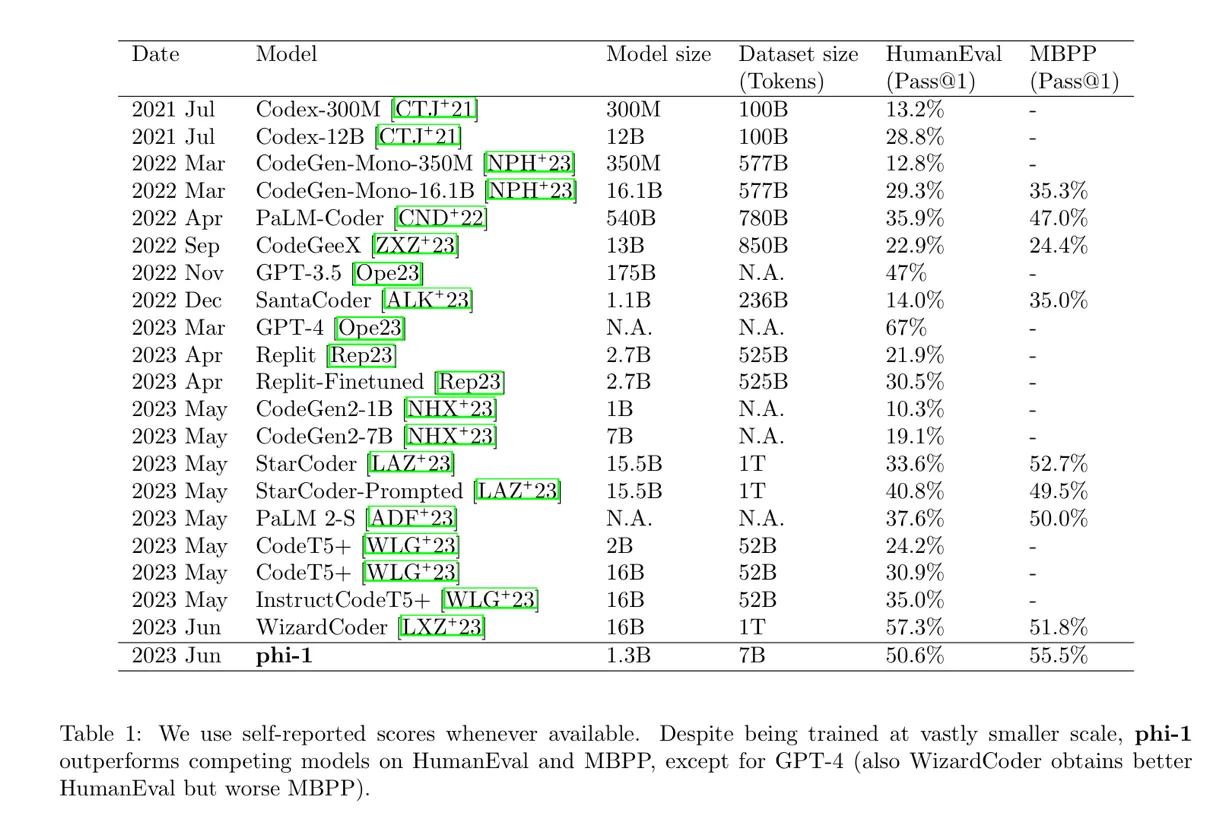 Date Model Model size Dataset size HumanEval MBPP
(Tokens) (Pass@1) (Pass@1)
2021 Jul Codex-300M [CTJ+21] 300M 100B 13.2% -
2021 Jul Codex-12B [CTJ+21] 12B 100B 28.8% -
2022 Mar CodeGen-Mono-350M [NPH+23] 350M 577B 12.8% -
2022 Mar CodeGen-Mono-16.1B [NPH+23] 16.1B 577B 29.3% 35.3%
2022 Apr PaLM-Coder [CND+22] 540B 780B 35.9% 47.0%
2022 Sep CodeGeeX [ZXZ+23] 13B 850B 22.9% 24.4%
2022 Nov GPT-3.5 [Ope23] 175B N.A. 47% -
2022 Dec SantaCoder [ALK+23] 1.1B 236B 14.0% 35.0%
2023 Mar GPT-4 [Ope23] N.A. N.A. 67% -
2023 Apr Replit [Rep23] 2.7B 525B 21.9% -
2023 Apr Replit-Finetuned [Rep23] 2.7B 525B 30.5% -
2023 May CodeGen2-1B [NHX+23] 1B N.A. 10.3% -
2023 May CodeGen2-7B [NHX+23] 7B N.A. 19.1% -
2023 May StarCoder [LAZ+23] 15.5B 1T 33.6% 52.7%
2023 May StarCoder-Prompted [LAZ+23] 15.5B 1T 40.8% 49.5%
2023 May PaLM 2-S [ADF+23] N.A. N.A. 37.6% 50.0%
2023 May CodeT5+ [WLG+23] 2B 52B 24.2% -
2023 May CodeT5+ [WLG+23] 16B 52B 30.9% -
2023 May InstructCodeT5+ [WLG+23] 16B 52B 35.0% -
2023 Jun WizardCoder [LXZ+23] 16B 1T 57.3% 51.8%
2023 Jun phi-1 1.3B 7B 50.6% 55.5%
Table 1: We use self-reported scores whenever available. Despite being trained at vastly smaller scale, phi-1
outperforms competing models on HumanEval and MBPP, except for GPT-4 (also WizardCoder obtains better
HumanEval but worse MBPP).